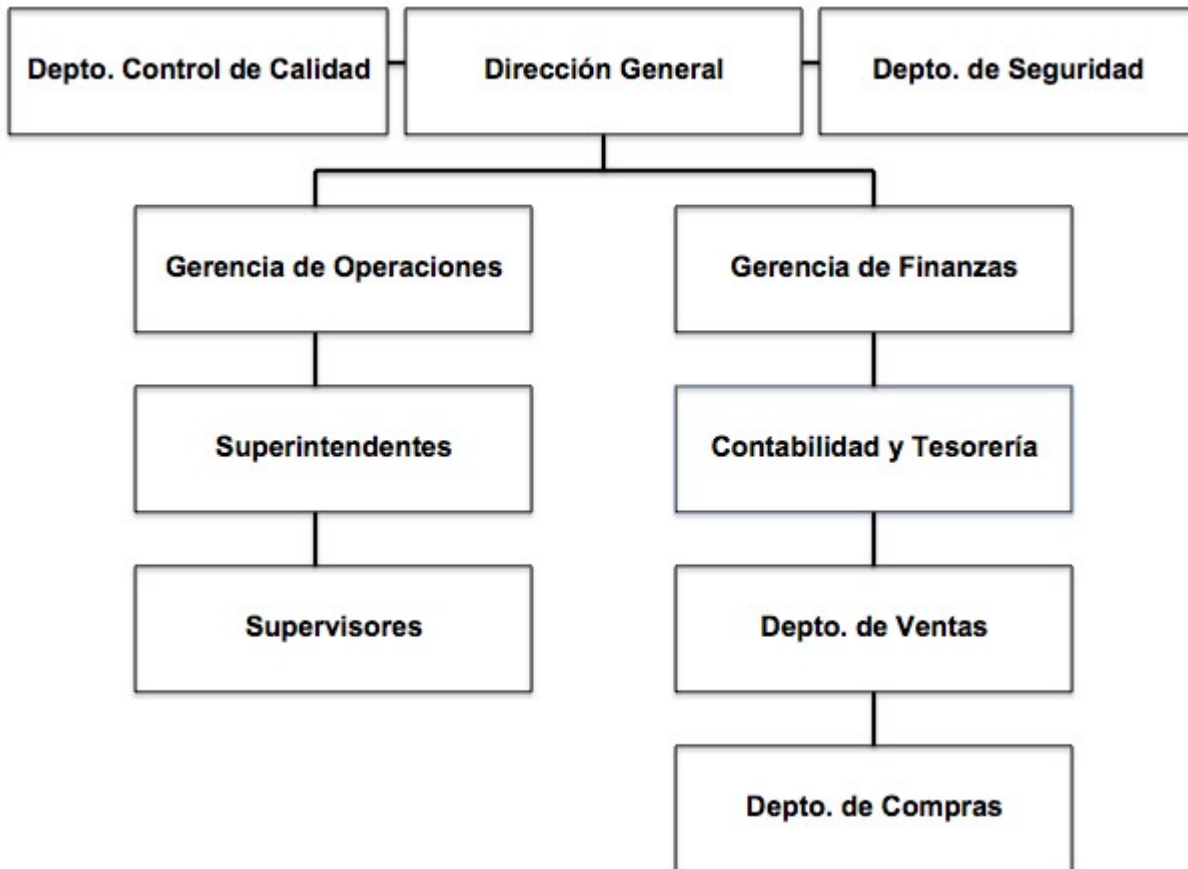 Depto. Control de Calidad
Dirección General
Depto. de Seguridad
Gerencia de Operaciones
Gerencia de Finanzas
Superintendentes
Contabilidad y Tesorería
Supervisores
Depto. de Ventas
Depto. de Compras